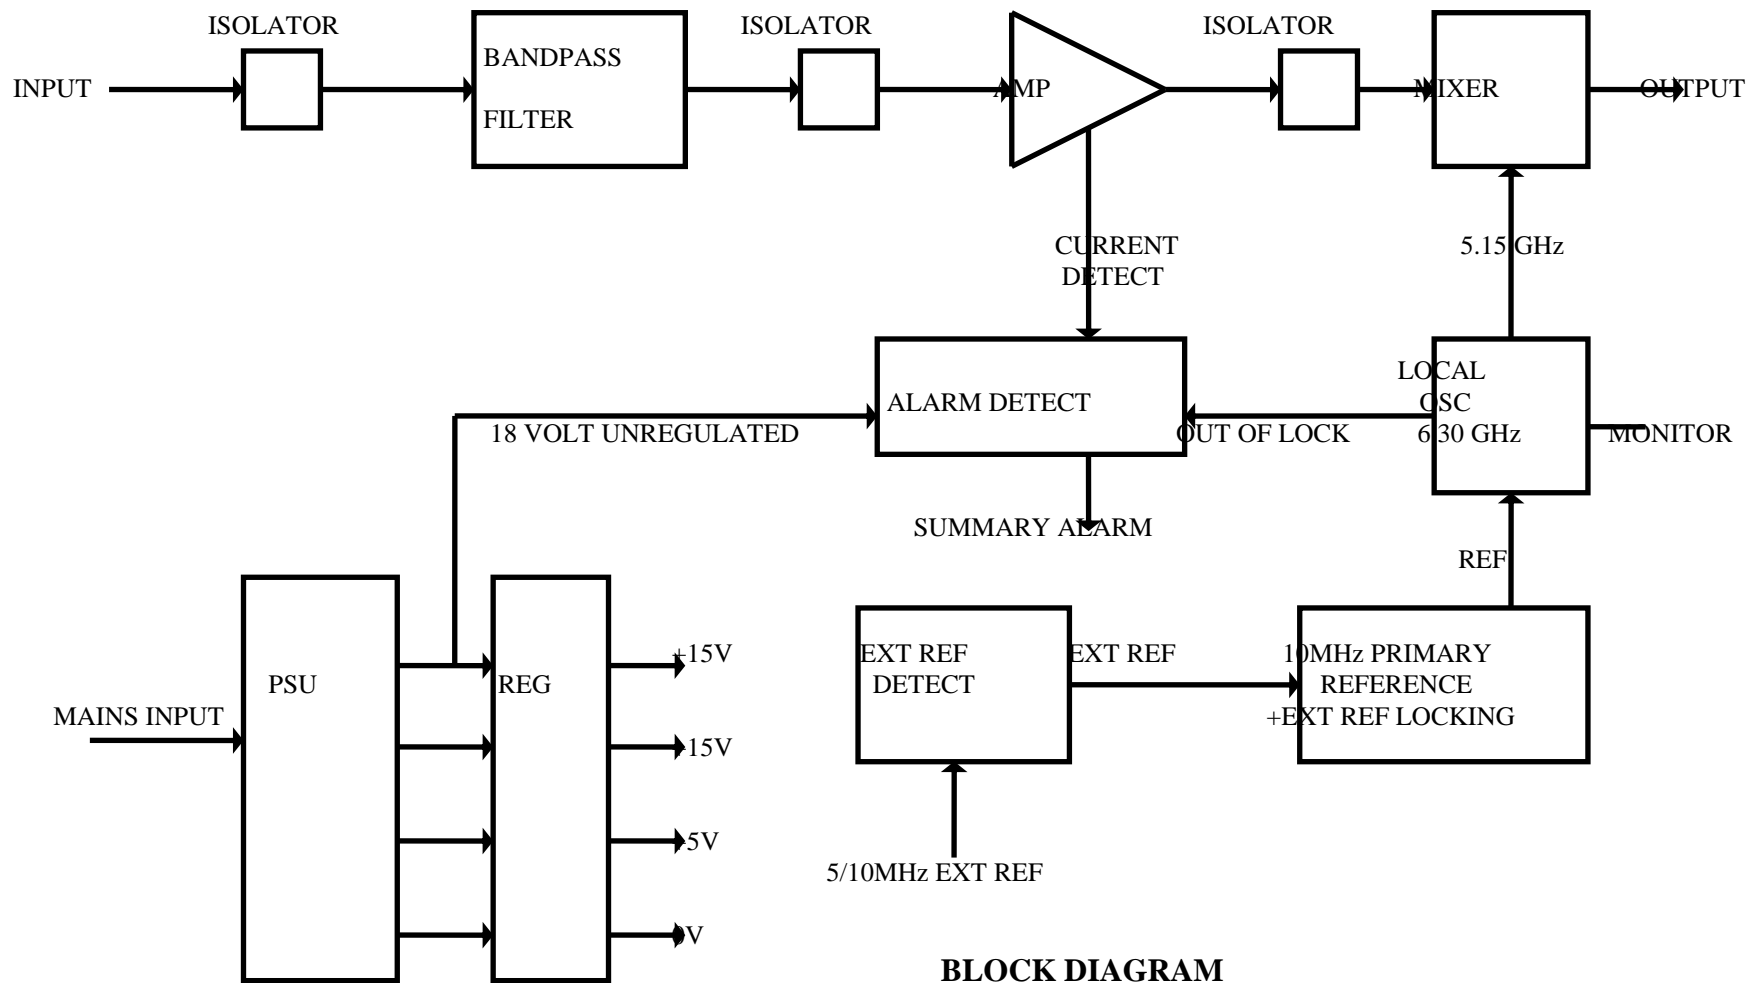 ISOLATOR
ISOLATOR
ISOLATOR
INPUT
BANDPASS
FILTER
AMP
MIXER
OUTPUT
CURRENT
DETECT
5.15 GHz
ALARM DETECT
LOCAL
OSC
6.30 GHz
18 VOLT UNREGULATED
OUT OF LOCK
MONITOR
SUMMARY ALARM
REF
PSU
REG
+15V
MAINS INPUT
-15V
EXT REF
DETECT
EXT REF
10MHz PRIMARY
REFERENCE
+EXT REF LOCKING
5V
0V
5/10MHz EXT REF
BLOCK DIAGRAM